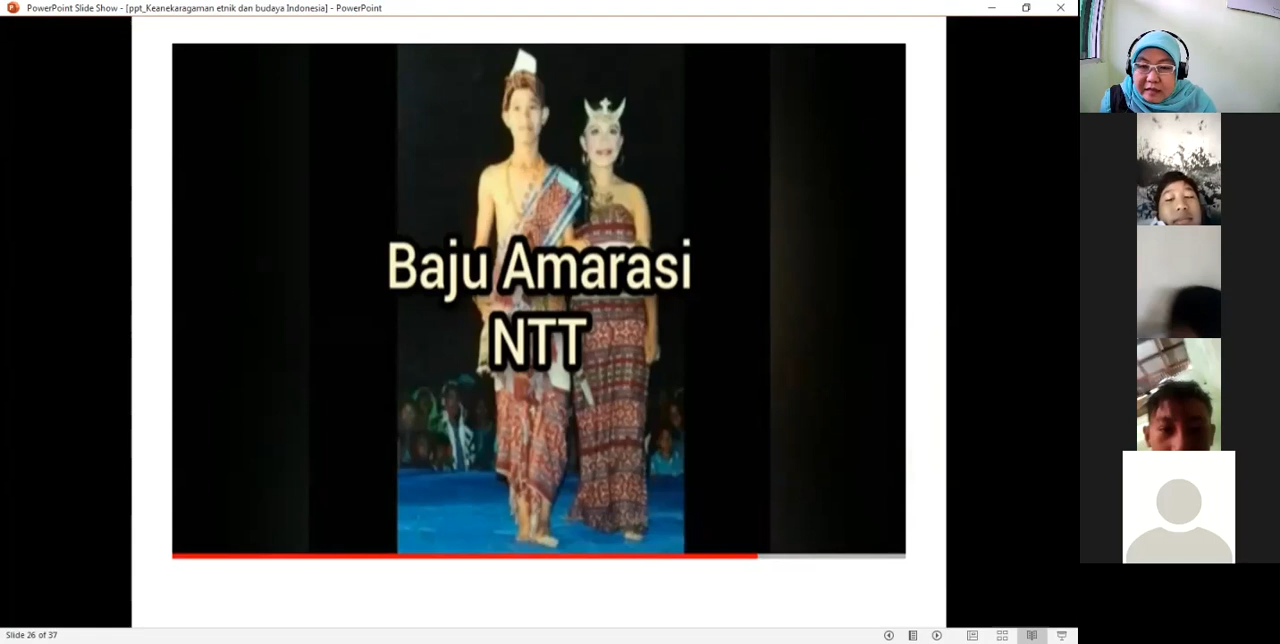 PowerPoint Slide Show - [ppt_Keanekaragaman etnik dan budaya Indonesia] - PowerPoint
Baju Amarasi
NTT
Slide 26 of 37